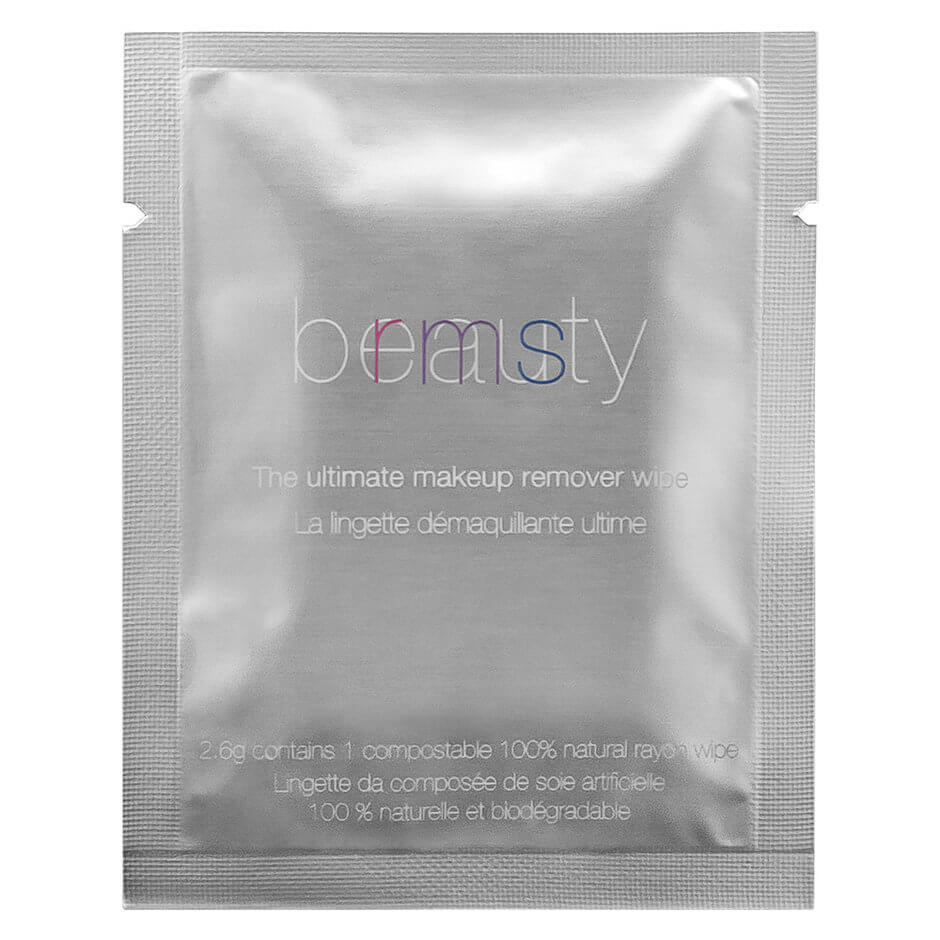 rms beauty
The ultimate makeup remover wipe
La lingette démaquillante ultime
2.6g contains 1 compostable 100% natural rayon wipe
Lingette da composée de soie artificielle
100 % naturelle et biodégradable